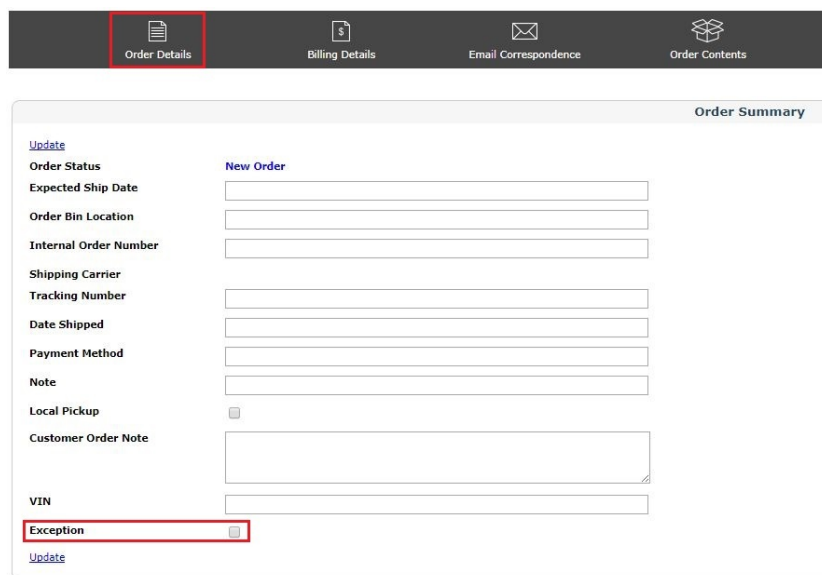 Order Details
Billing Details
Email Correspondence
Order Contents
Order Summary
Update
Order Status New Order
Expected Ship Date
Order Bin Location
Internal Order Number
Shipping Carrier
Tracking Number
Date Shipped
Payment Method
Note
Local Pickup
Customer Order Note
VIN
Exception
Update